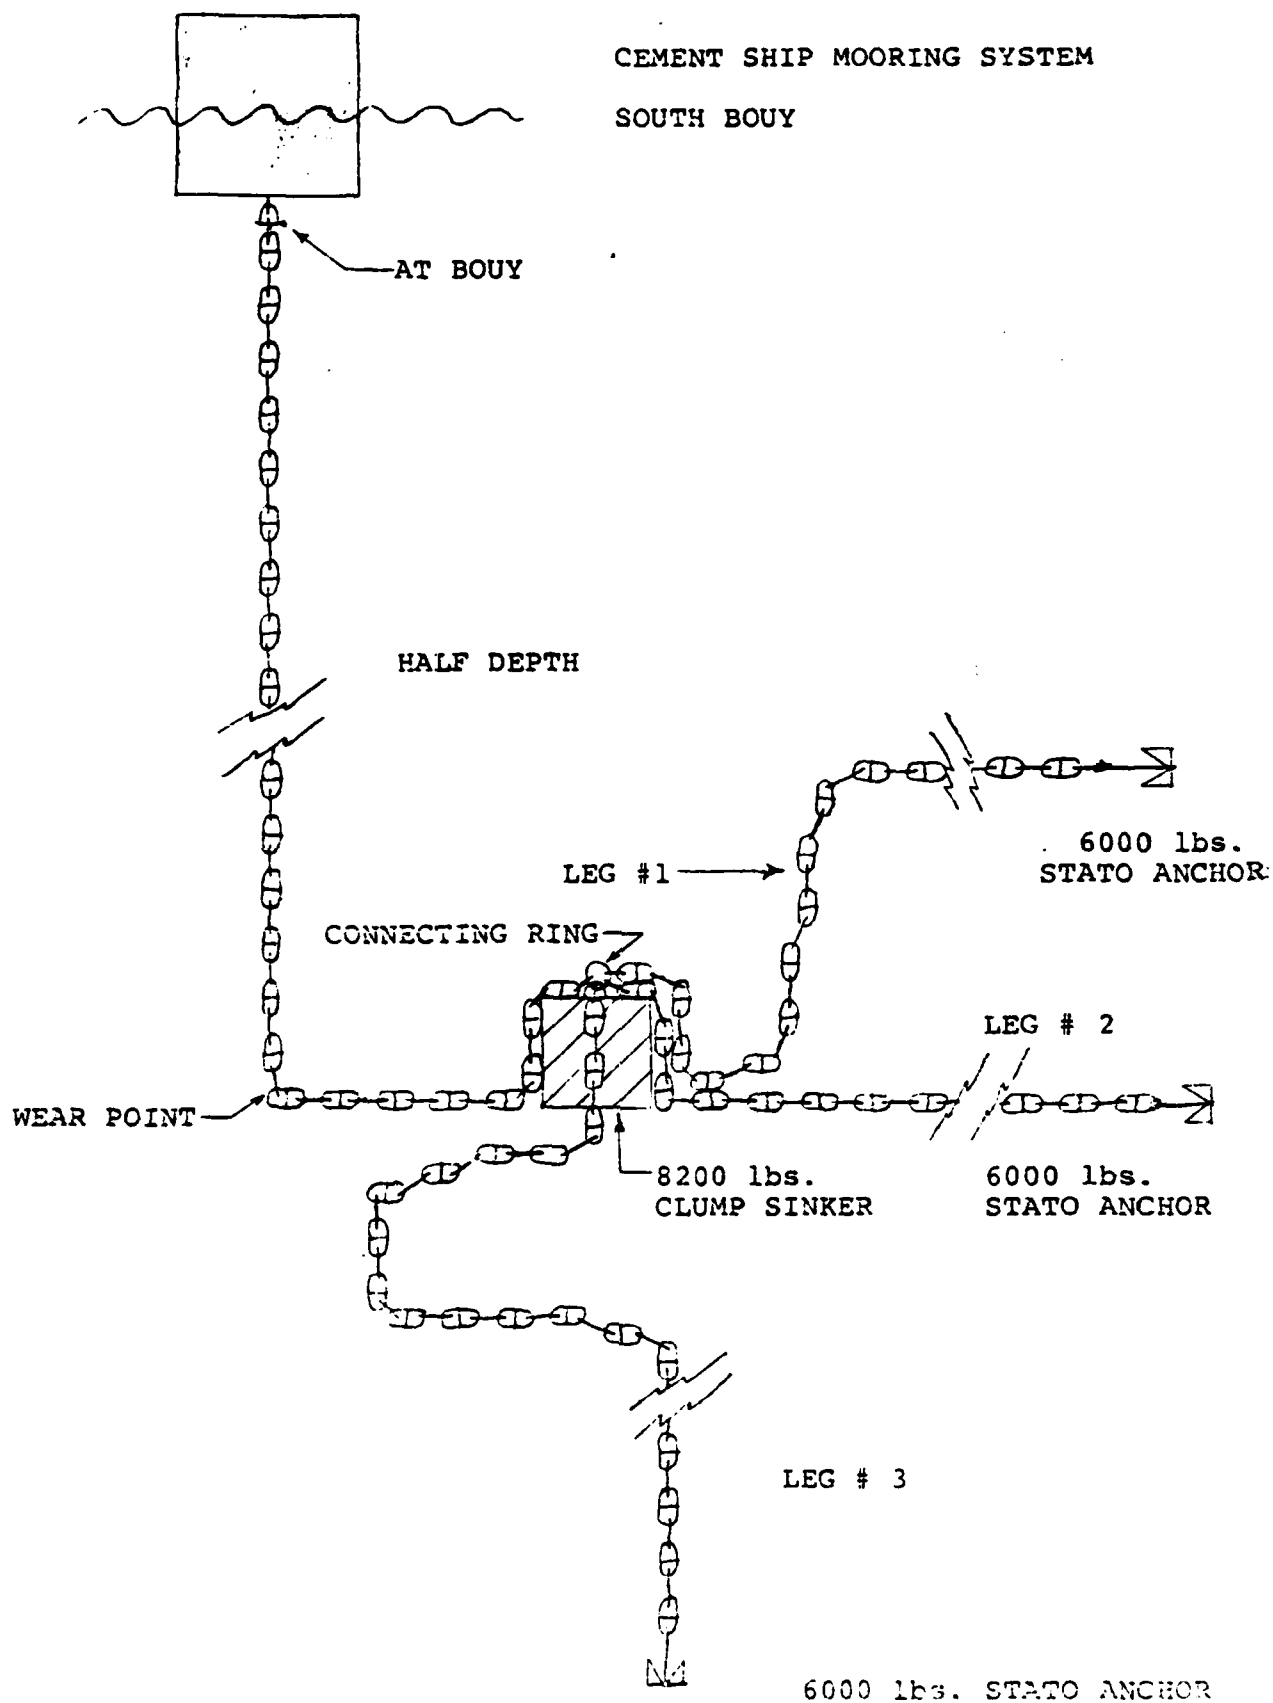 CEMENT SHIP MOORING SYSTEM
SOUTH BOUY
AT BOUY
HALF DEPTH
6000 lbs.
STATO ANCHOR
LEG #1
CONNECTING RING
LEG # 2
WEAR POINT
8200 lbs.
CLUMP SINKER
6000 lbs.
STATO ANCHOR
LEG # 3
6000 lbs. STATO ANCHOR